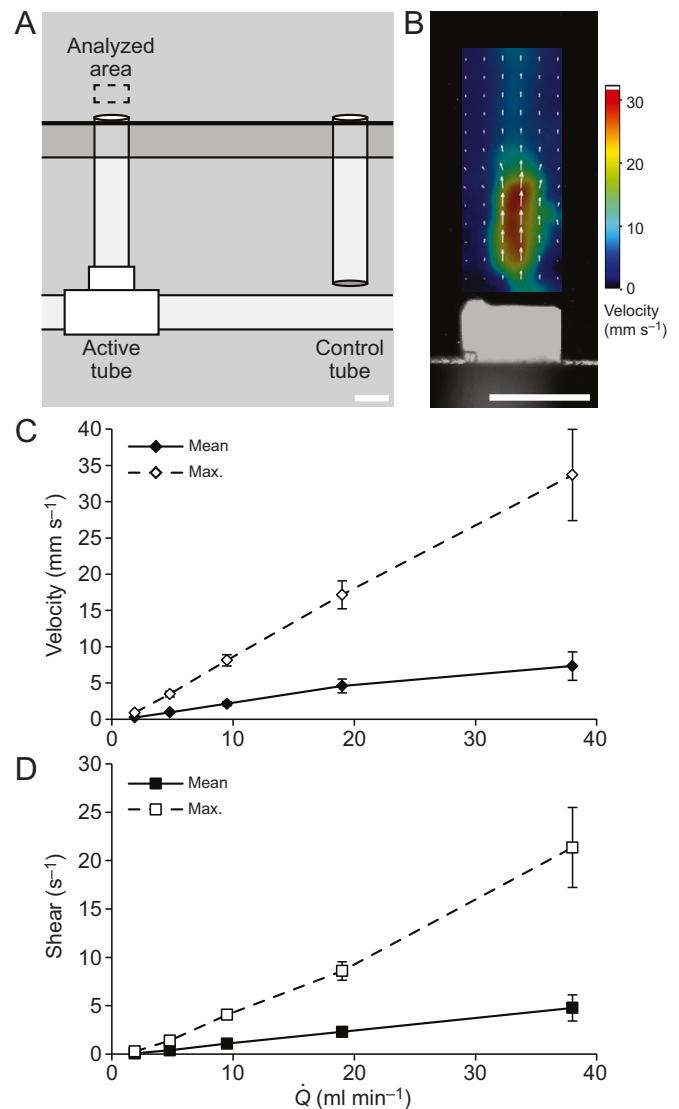 A
Analyzed
area
Active
tube
Control
tube
B
30
20
10
0
Velocity
(mm s–1)
C
40
35
30
25
20
15
10
5
0
Velocity (mm s–1)
Mean
Max.
0 10 20 30 40
D
30
25
20
15
10
5
0
Shear (s–1)
Mean
Max.
0 10 20 30 40
Q̇ (ml min–1)